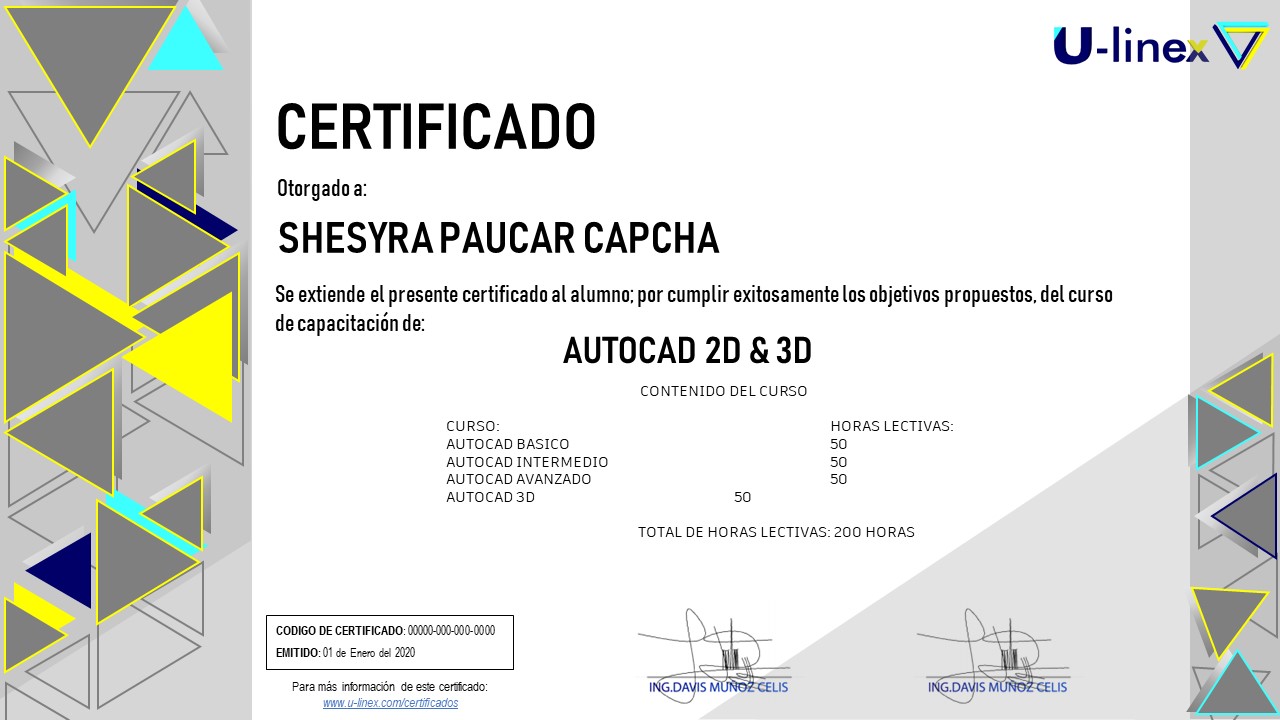 U-linex
CERTIFICADO
Otorgado a:
SHESYRA PAUCAR CAPCHA
Se extiende el presente certificado al alumno; por cumplir exitosamente los objetivos propuestos, del curso
de capacitación de:
AUTOCAD 2D & 3D
CONTENIDO DEL CURSO
CURSO: HORAS LECTIVAS:
AUTOCAD BASICO 50
AUTOCAD INTERMEDIO 50
AUTOCAD AVANZADO 50
AUTOCAD 3D 50
TOTAL DE HORAS LECTIVAS: 200 HORAS
CODIGO DE CERTIFICADO: 00000-000-000-0000
EMITIDO: 01 de Enero del 2020
Para más información de este certificado:
www.u-linex.com/certificados
ING.DAVIS MUÑOZ CELIS
ING.DAVIS MUÑOZ CELIS